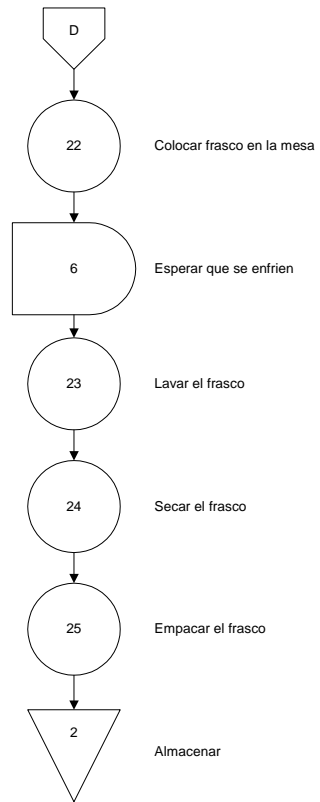 D
22
Colocar frasco en la mesa
6
Esperar que se enfrien
23
Lavar el frasco
24
Secar el frasco
25
Empacar el frasco
2
Almacenar